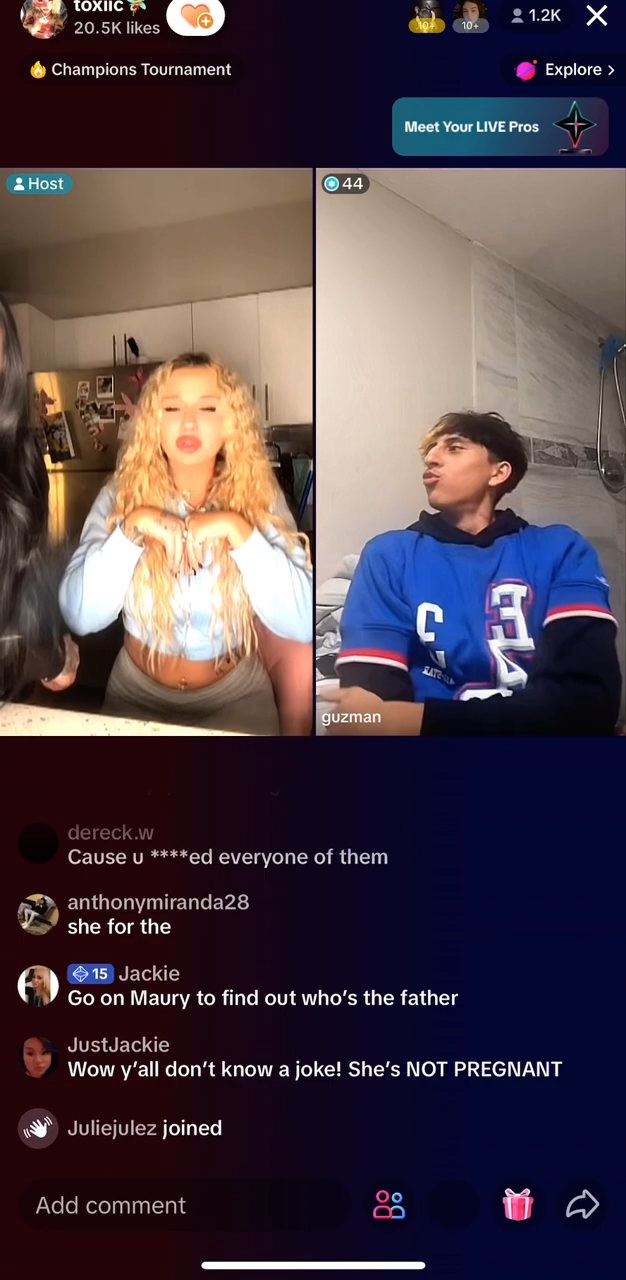 toxiic
20.5K likes
10+
10+
1.2K
Champions Tournament
Explore >
Meet Your LIVE Pros
Host
44
guzman
dereck.w
Cause u ****ed everyone of them
anthonymiranda28
she for the
15 Jackie
Go on Maury to find out who's the father
JustJackie
Wow y'all don't know a joke! She's NOT PREGNANT
Juliejulez joined
Add comment